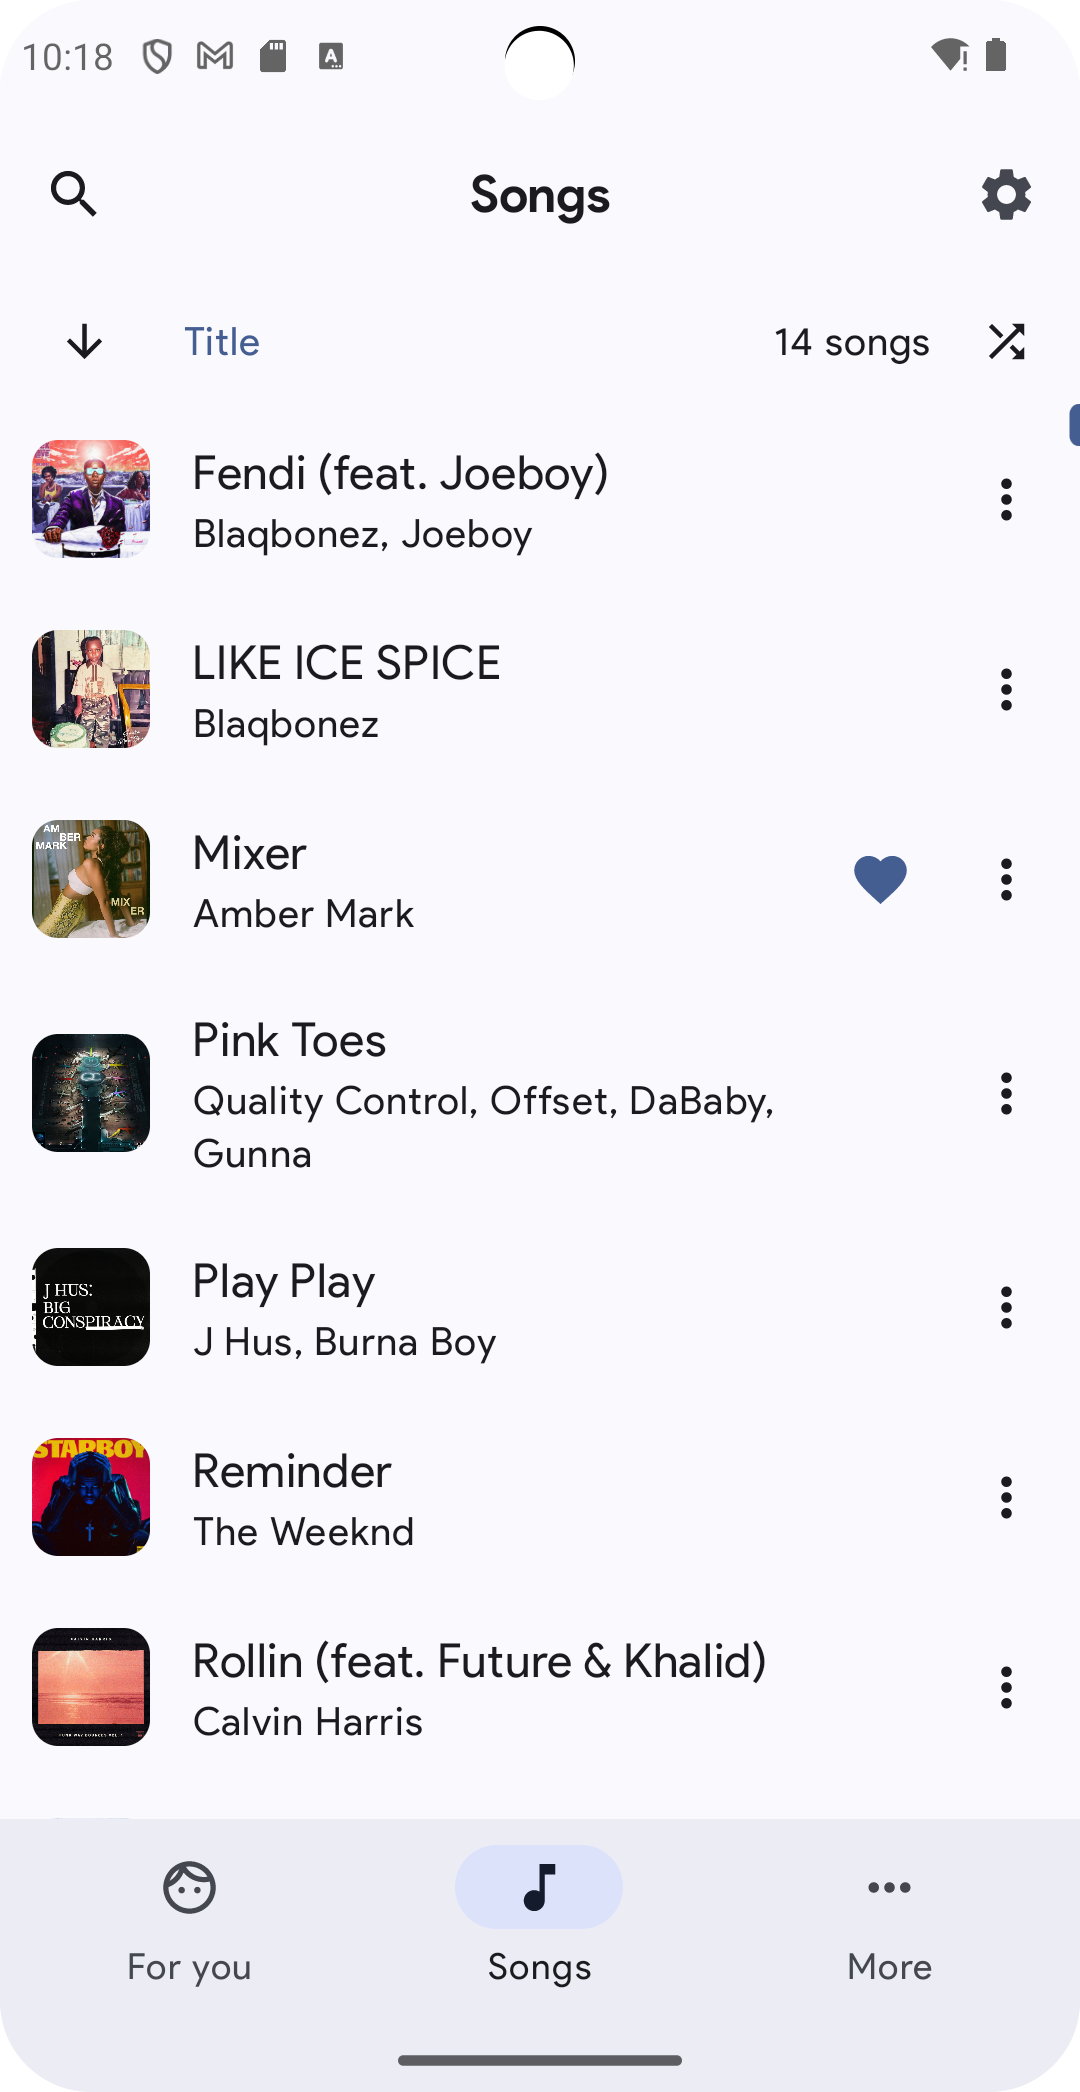 10:18
Songs
Title
14 songs
Fendi (feat. Joeboy)
Blaqbonez, Joeboy
LIKE ICE SPICE
Blaqbonez
AM
BER
MARK
MIX
ER
Mixer
Amber Mark
Pink Toes
Quality Control, Offset, DaBaby,
Gunna
J HUS:
BIG
CONSPIRACY
Play Play
J Hus, Burna Boy
STARBOY
Reminder
The Weeknd
CALVIN HARRIS
Rollin (feat. Future & Khalid)
Calvin Harris
For you
Songs
More